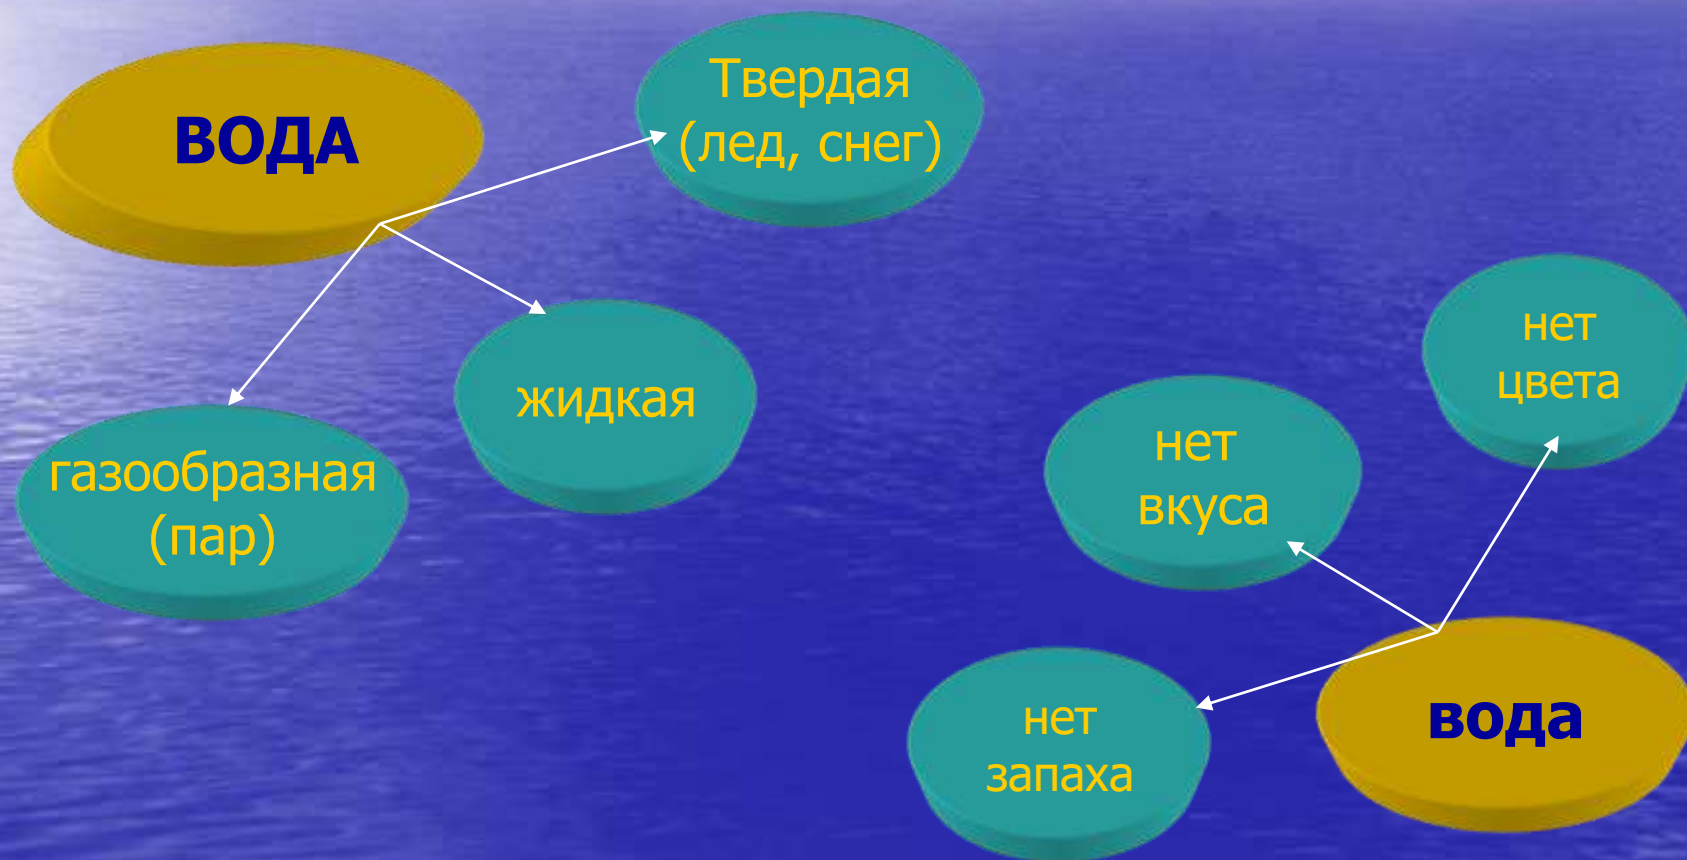 ВОДА
Твердая
(лед, снег)
жидкая
газообразная
(пар)
нет
цвета
нет
вкуса
нет
запаха
вода